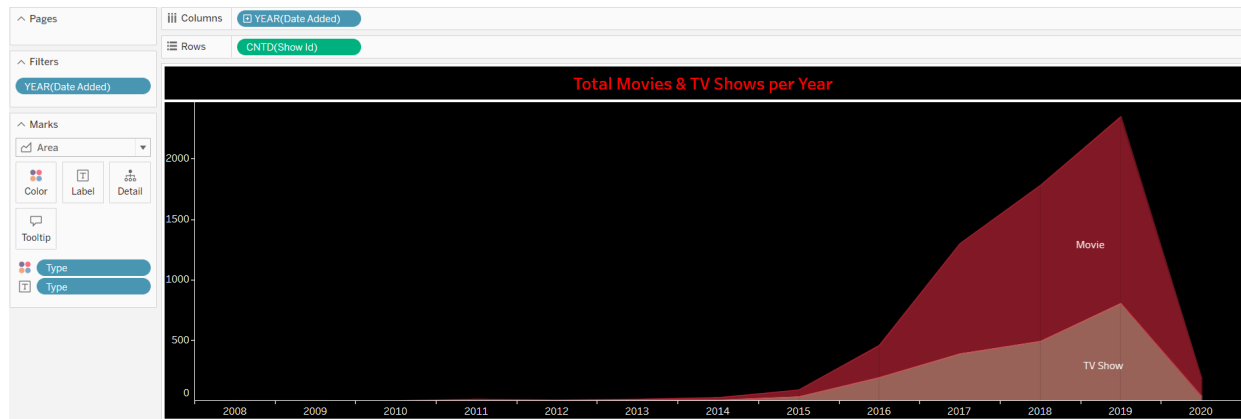 Pages
Columns
YEAR(Date Added)
Rows
CNTD(Show Id)
Filters
YEAR(Date Added)
Marks
Area
Color
Label
Detail
Tooltip
Type
Type
Total Movies & TV Shows per Year
2000
1500
1000
500
0
Movie
TV Show
2008 2009 2010 2011 2012 2013 2014 2015 2016 2017 2018 2019 2020